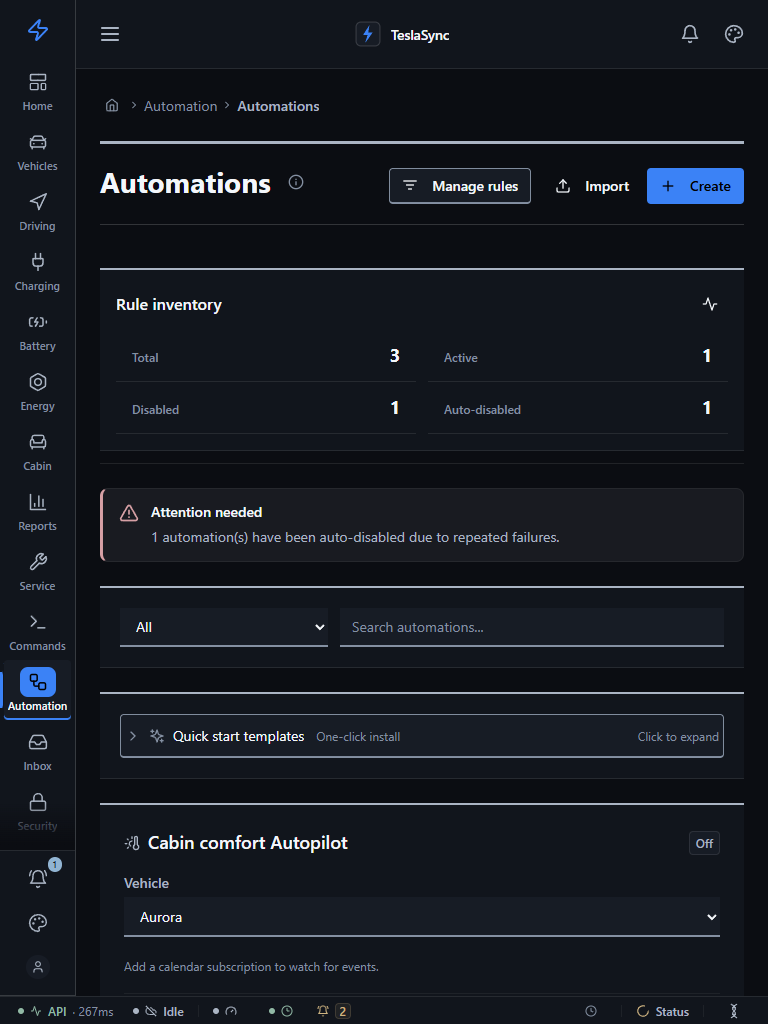 TeslaSync
Home
Vehicles
Driving
Charging
Battery
Energy
Cabin
Reports
Service
Commands
Automation
Inbox
Security
1
Automation
Automations
Automations
Manage rules
Import
Create
Rule inventory
Total 3
Active 1
Disabled 1
Auto-disabled 1
Attention needed
1 automation(s) have been auto-disabled due to repeated failures.
All
Search automations...
Quick start templates One-click install Click to expand
Cabin comfort Autopilot Off
Vehicle
Aurora
Add a calendar subscription to watch for events.
API · 267ms Idle 2 Status